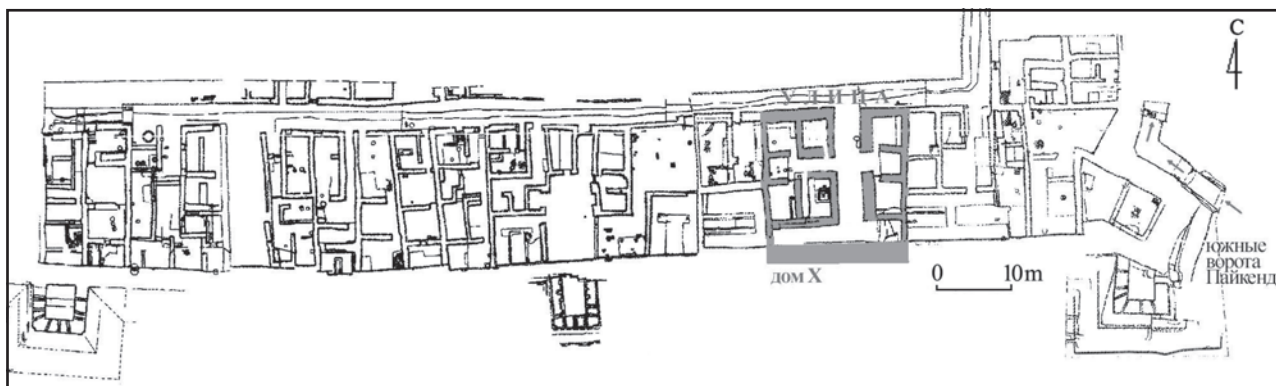 С
УЛИЦА
южные
ворота
Пайкенд
дом X
0 10m